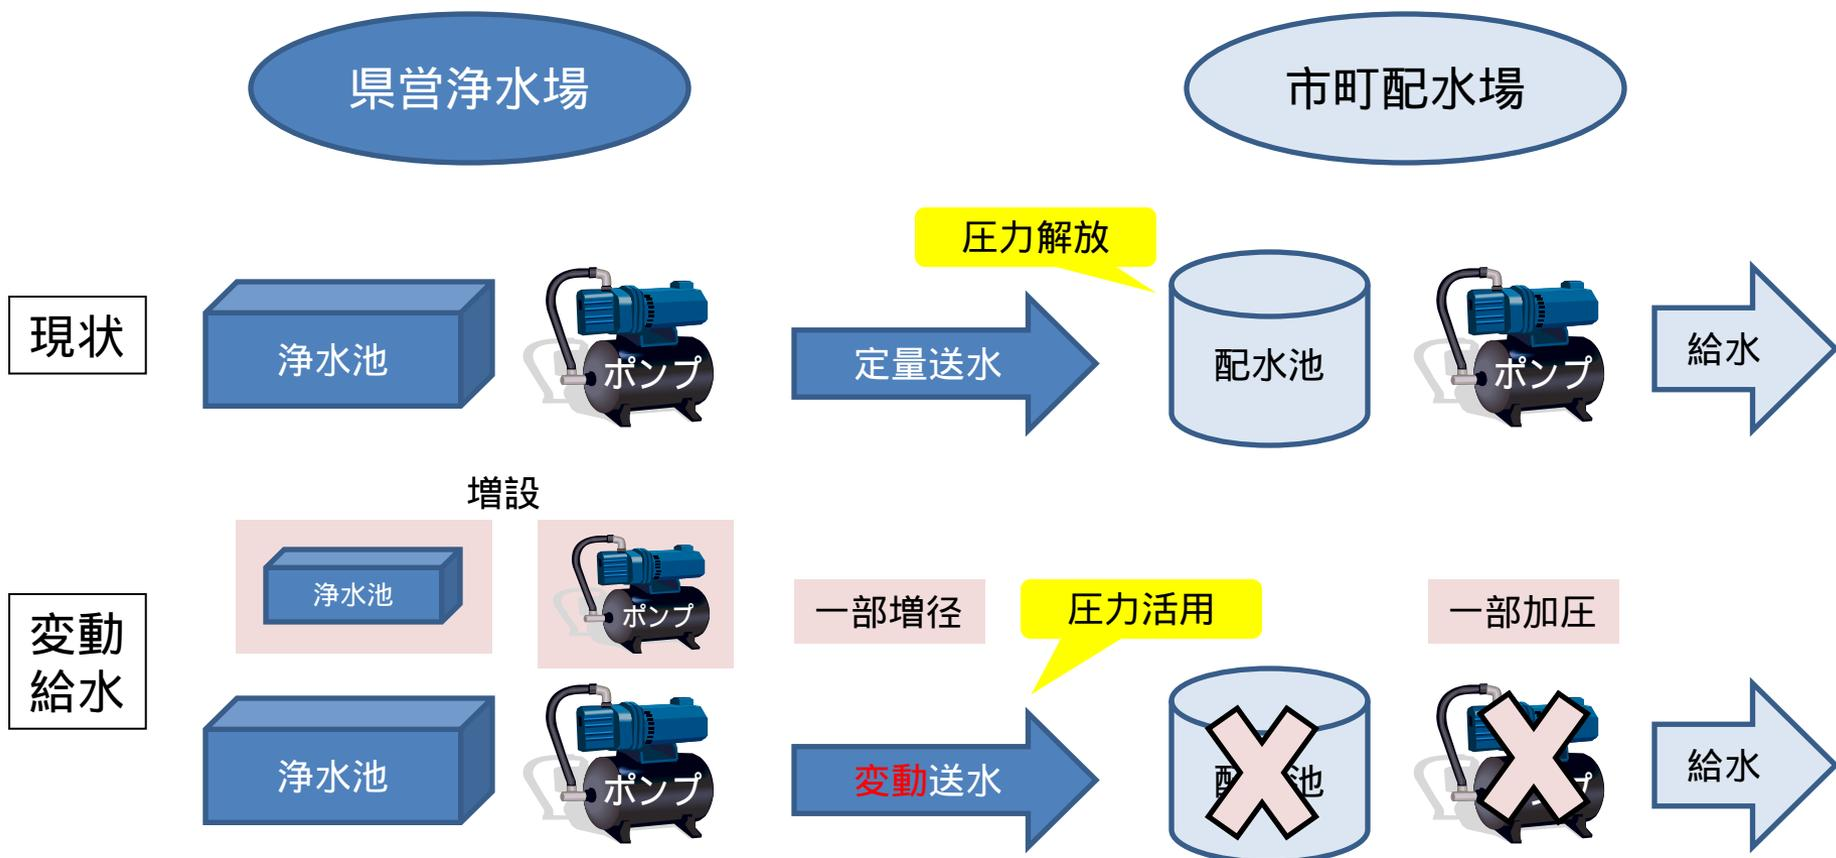 県営浄水場
市町配水場
圧力解放
現状
浄水池
ポンプ
定量送水
配水池
ポンプ
給水
増設
浄水池
ポンプ
一部増径
圧力活用
一部加圧
変動
給水
浄水池
ポンプ
変動送水
池
プ
給水